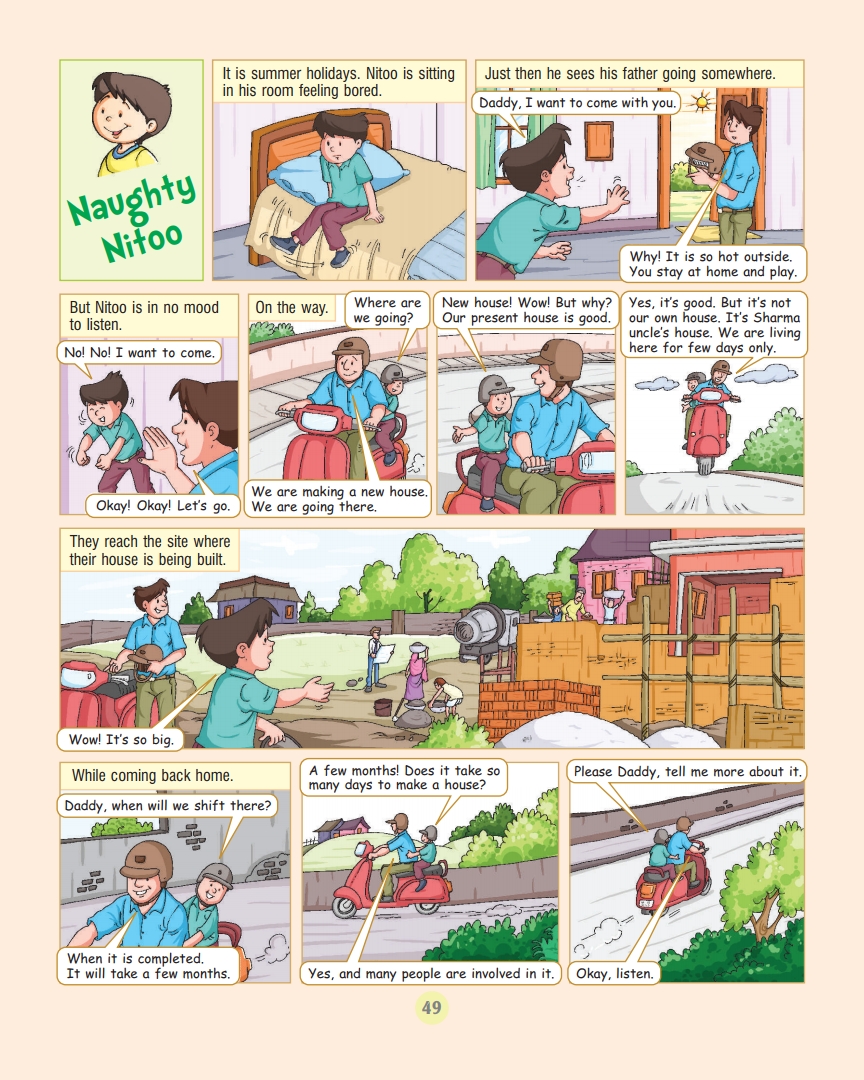 Naughty
Nitoo
It is summer holidays. Nitoo is sitting
in his room feeling bored.
Just then he sees his father going somewhere.
Daddy, I want to come with you.
Why! It is so hot outside.
You stay at home and play.
But Nitoo is in no mood
to listen.
No! No! I want to come.
Okay! Okay! Let's go.
On the way.
Where are
we going?
We are making a new house.
We are going there.
New house! Wow! But why?
Our present house is good.
Yes, it's good. But it's not
our own house. It's Sharma
uncle's house. We are living
here for few days only.
They reach the site where
their house is being built.
Wow! It's so big.
While coming back home.
Daddy, when will we shift there?
When it is completed.
It will take a few months.
A few months! Does it take so
many days to make a house?
Yes, and many people are involved in it.
Please Daddy, tell me more about it.
Okay, listen.
49